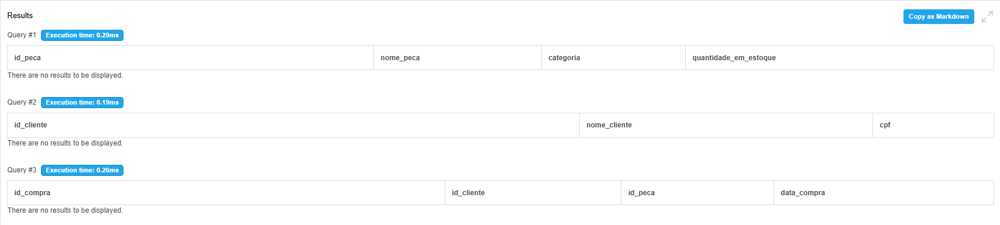 Results Copy as Markdown
Query #1 Execution time: 0.29ms
id_peca nome_peca categoria quantidade_em_estoque
There are no results to be displayed.
Query #2 Execution time: 0.19ms
id_cliente nome_cliente cpf
There are no results to be displayed.
Query #3 Execution time: 0.26ms
id_compra id_cliente id_peca data_compra
There are no results to be displayed.